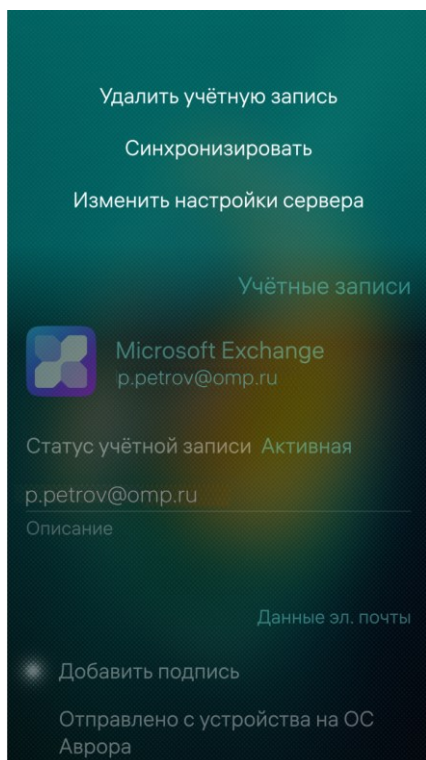 Удалить учётную запись
Синхронизировать
Изменить настройки сервера
Учётные записи
Microsoft Exchange
p.petrov@omp.ru
Статус учётной записи Активная
p.petrov@omp.ru
Описание
Данные эл. почты
Добавить подпись
Отправлено с устройства на ОС
Аврора